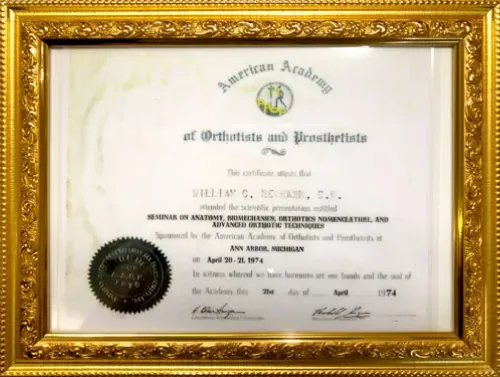 American Academy
of Orthotists and Prosthetists
This certificate attests that
WILLIAM C.
attended the scientific presentation entitled
SEMINAR ON ANATOMY, BIOMECHANICS, ORTHOTICS NOMENCLATURE, AND
ADVANCED ORTHOTIC TECHNIQUES
Sponsored by the American Academy of Orthotists and Prosthetists at
ANN ARBOR, MICHIGAN
on April 20-21, 1974
In witness whereof we have hereunto set our hands and the seal of
the Academy this 21st day of April 1974